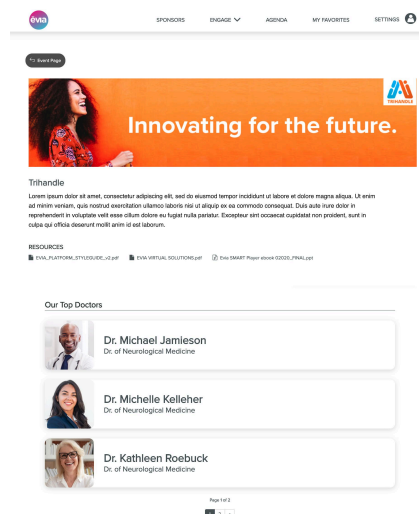 évia
SPONSORS ENGAGE AGENDA MY FAVORITES SETTINGS
Event Page
TRIHANDLE
Innovating for the future.
Trihandle
Lorem ipsum dolor sit amet, consectetur adipiscing elit, sed do eiusmod tempor incididunt ut labore et dolore magna aliqua. Ut enim
ad minim veniam, quis nostrud exercitation ullamco laboris nisi ut aliquip ex ea commodo consequat. Duis aute irure dolor in
reprehenderit in voluptate velit esse cillum dolore eu fugiat nulla pariatur. Excepteur sint occaecat cupidatat non proident, sunt in
culpa qui officia deserunt mollit anim id est laborum.
RESOURCES
EVIA_PLATFORM_STYLEGUIDE_v2.pdf EVIA VIRTUAL SOLUTIONS.pdf Evia SMART Player ebook 02020_FINAL.ppt
Our Top Doctors
Dr. Michael Jamieson
Dr. of Neurological Medicine
Dr. Michelle Kelleher
Dr. of Neurological Medicine
Dr. Kathleen Roebuck
Dr. of Neurological Medicine
Page 1 of 2